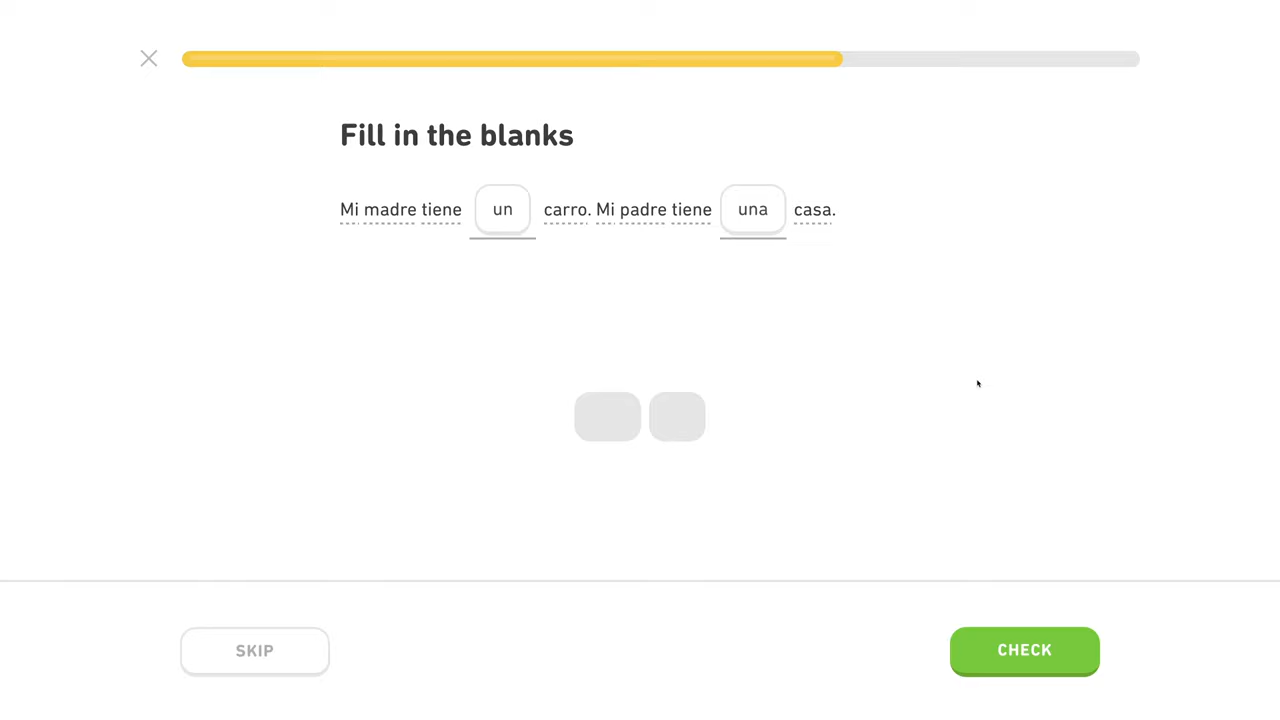 Fill in the blanks
Mi madre tiene un carro. Mi padre tiene una casa.
SKIP
CHECK